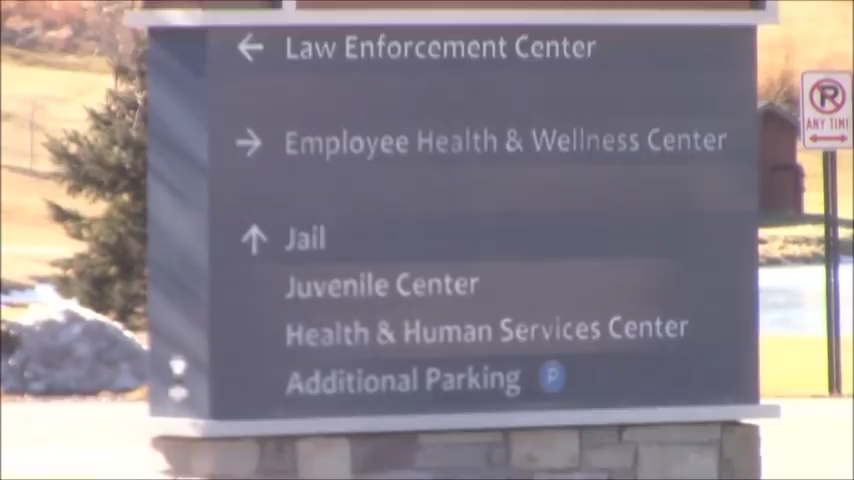 ← Law Enforcement Center
→ Employee Health & Wellness Center
↑ Jail
Juvenile Center
Health & Human Services Center
Additional Parking P
P
ANY TIME